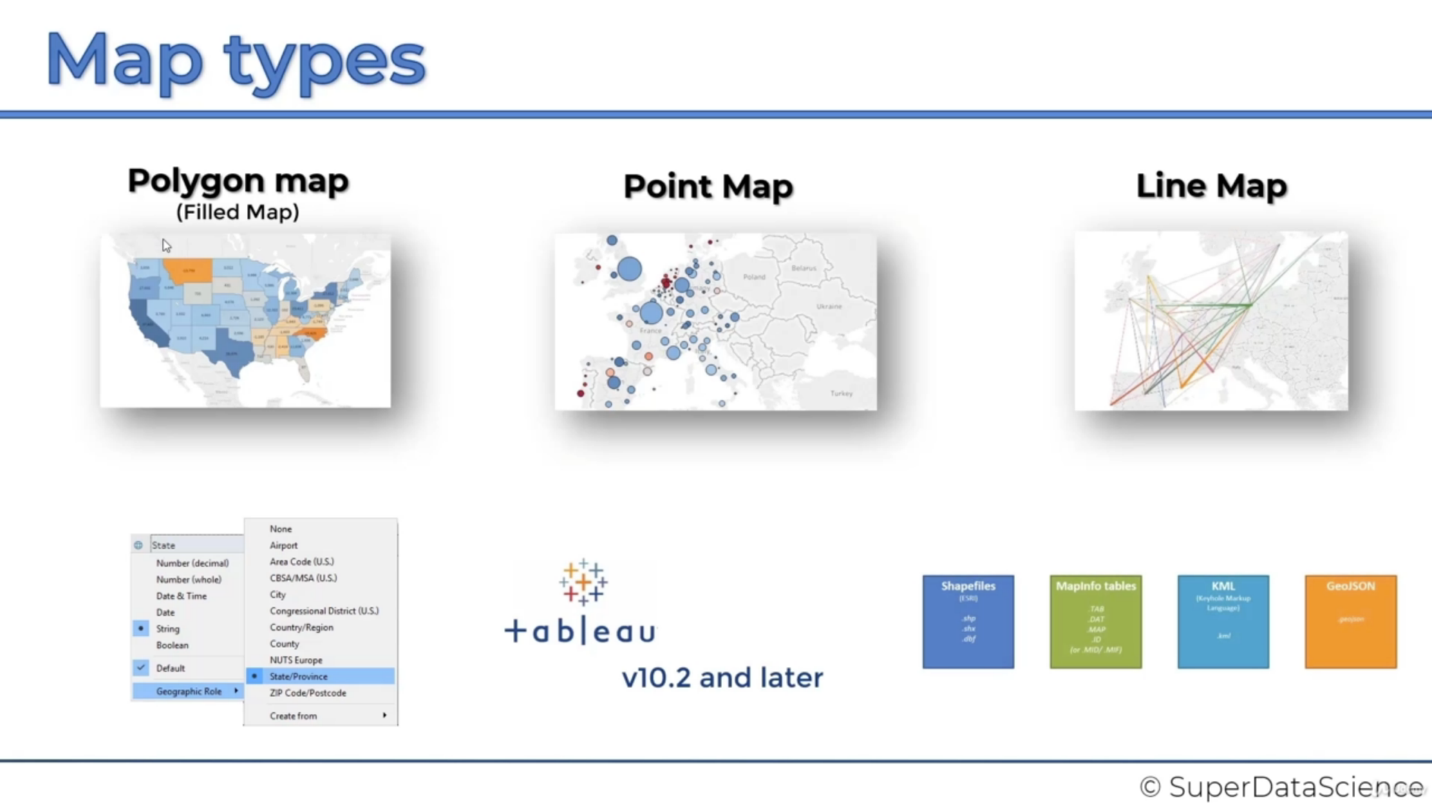 Map types
Polygon map
(Filled Map)
Point Map
Line Map
Poland
Belarus
Ukraine
France
Turkey
State
Number (decimal)
Number (whole)
Date & Time
Date
String
Boolean
Default
Geographic Role
None
Airport
Area Code (U.S.)
CBSA/MSA (U.S.)
City
Congressional District (U.S.)
Country/Region
County
NUTS Europe
State/Province
ZIP Code/Postcode
Create from
+ableau
v10.2 and later
Shapefiles
(ESRI)
.shp
.shx
.dbf
MapInfo tables
.TAB
.DAT
.MAP
.ID
(or .MID/ .MIF)
KML
(Keyhole Markup
Language)
.kml
GeoJSON
.geojson
© SuperDataScience